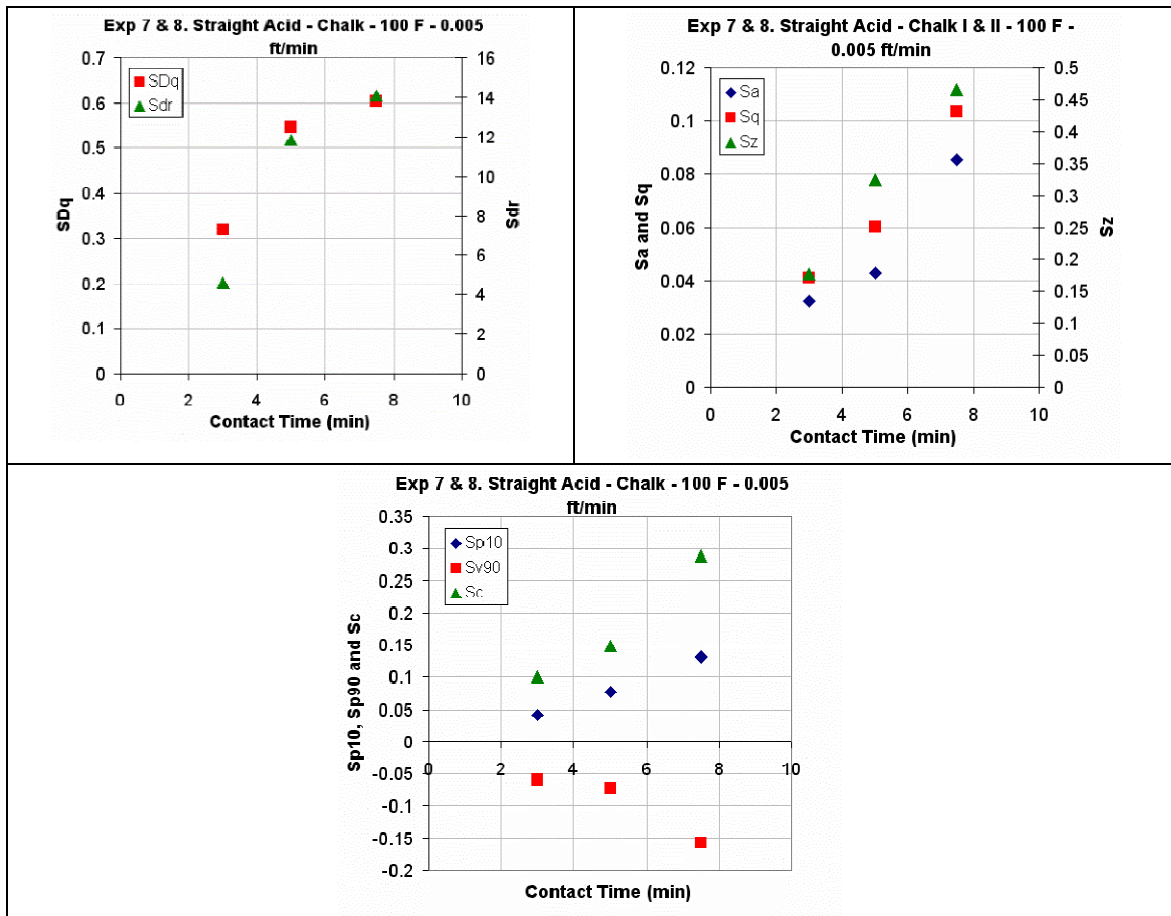 Exp 7 & 8. Straight Acid - Chalk - 100 F - 0.005
ft/min
0.7
0.6
0.5
0.4
0.3
0.2
0.1
0
SDq
SDq
Sdr
16
14
12
10
8
6
4
2
0
Sdr
0 2 4 6 8 10
Contact Time (min)
Exp 7 & 8. Straight Acid - Chalk I & II - 100 F -
0.005 ft/min
0.12
0.1
0.08
0.06
0.04
0.02
0
Sa and Sq
Sa
Sq
Sz
0.5
0.45
0.4
0.35
0.3
0.25
0.2
0.15
0.1
0.05
0
Sz
0 2 4 6 8 10
Contact Time (min)
Exp 7 & 8. Straight Acid - Chalk - 100 F - 0.005
ft/min
0.35
0.3
0.25
0.2
0.15
0.1
0.05
0
-0.05
-0.1
-0.15
-0.2
Sp10, Sp90 and Sc
Sp10
Sv90
Sc
0 2 4 6 8 10
Contact Time (min)